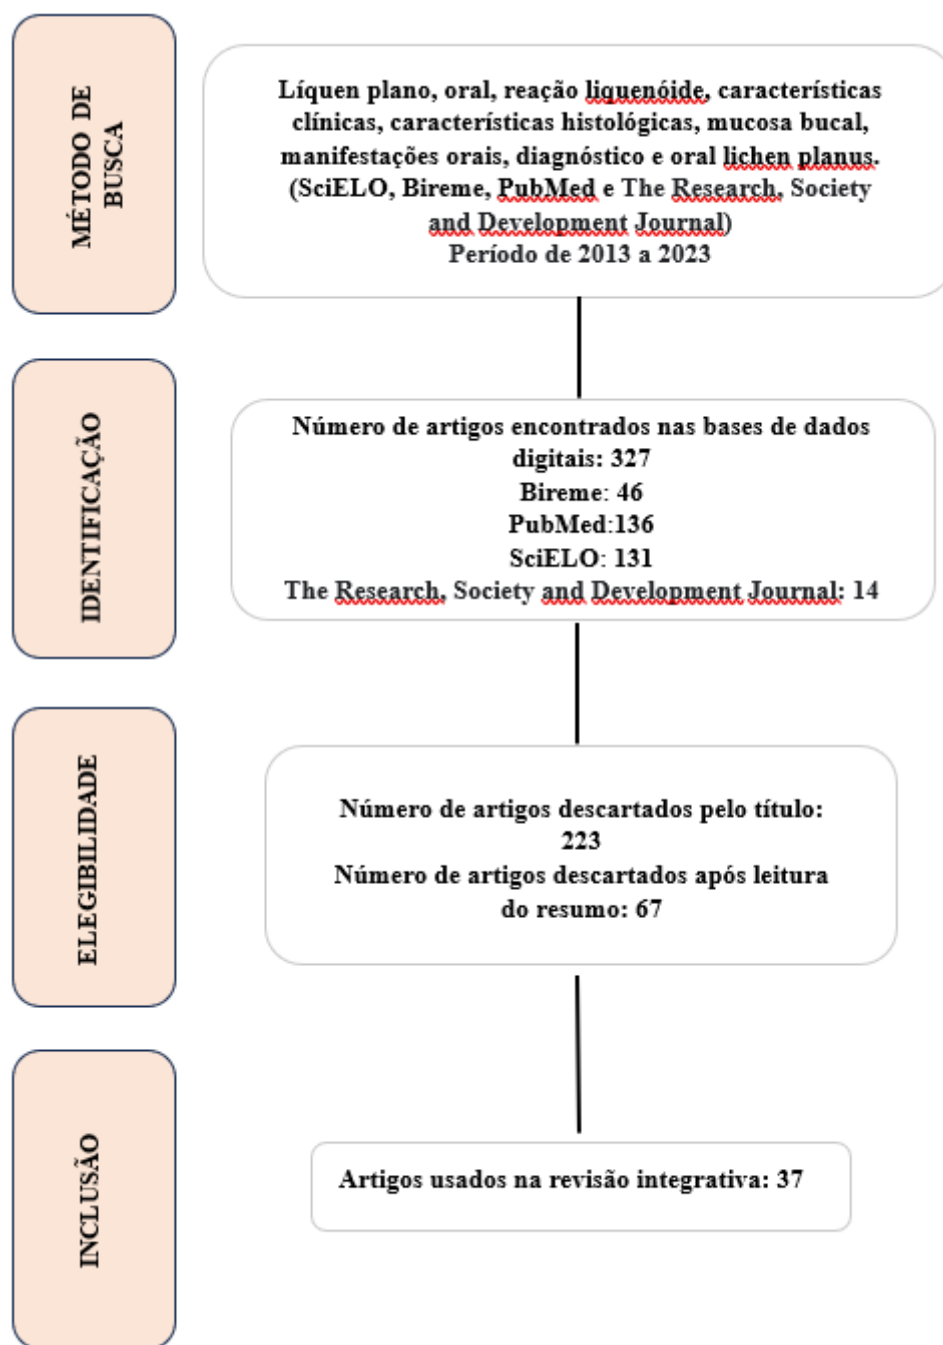 MÉTODO DE
BUSCA
Líquen plano, oral, reação liquenóide, características
clínicas, características histológicas, mucosa bucal,
manifestações orais, diagnóstico e oral lichen planus.
(SciELO, Bireme, PubMed e The Research, Society
and Development Journal)
Período de 2013 a 2023
IDENTIFICAÇÃO
Número de artigos encontrados nas bases de dados
digitais: 327
Bireme: 46
PubMed:136
SciELO: 131
The Research, Society and Development Journal: 14
ELEGIBILIDADE
Número de artigos descartados pelo título:
223
Número de artigos descartados após leitura
do resumo: 67
INCLUSÃO
Artigos usados na revisão integrativa: 37